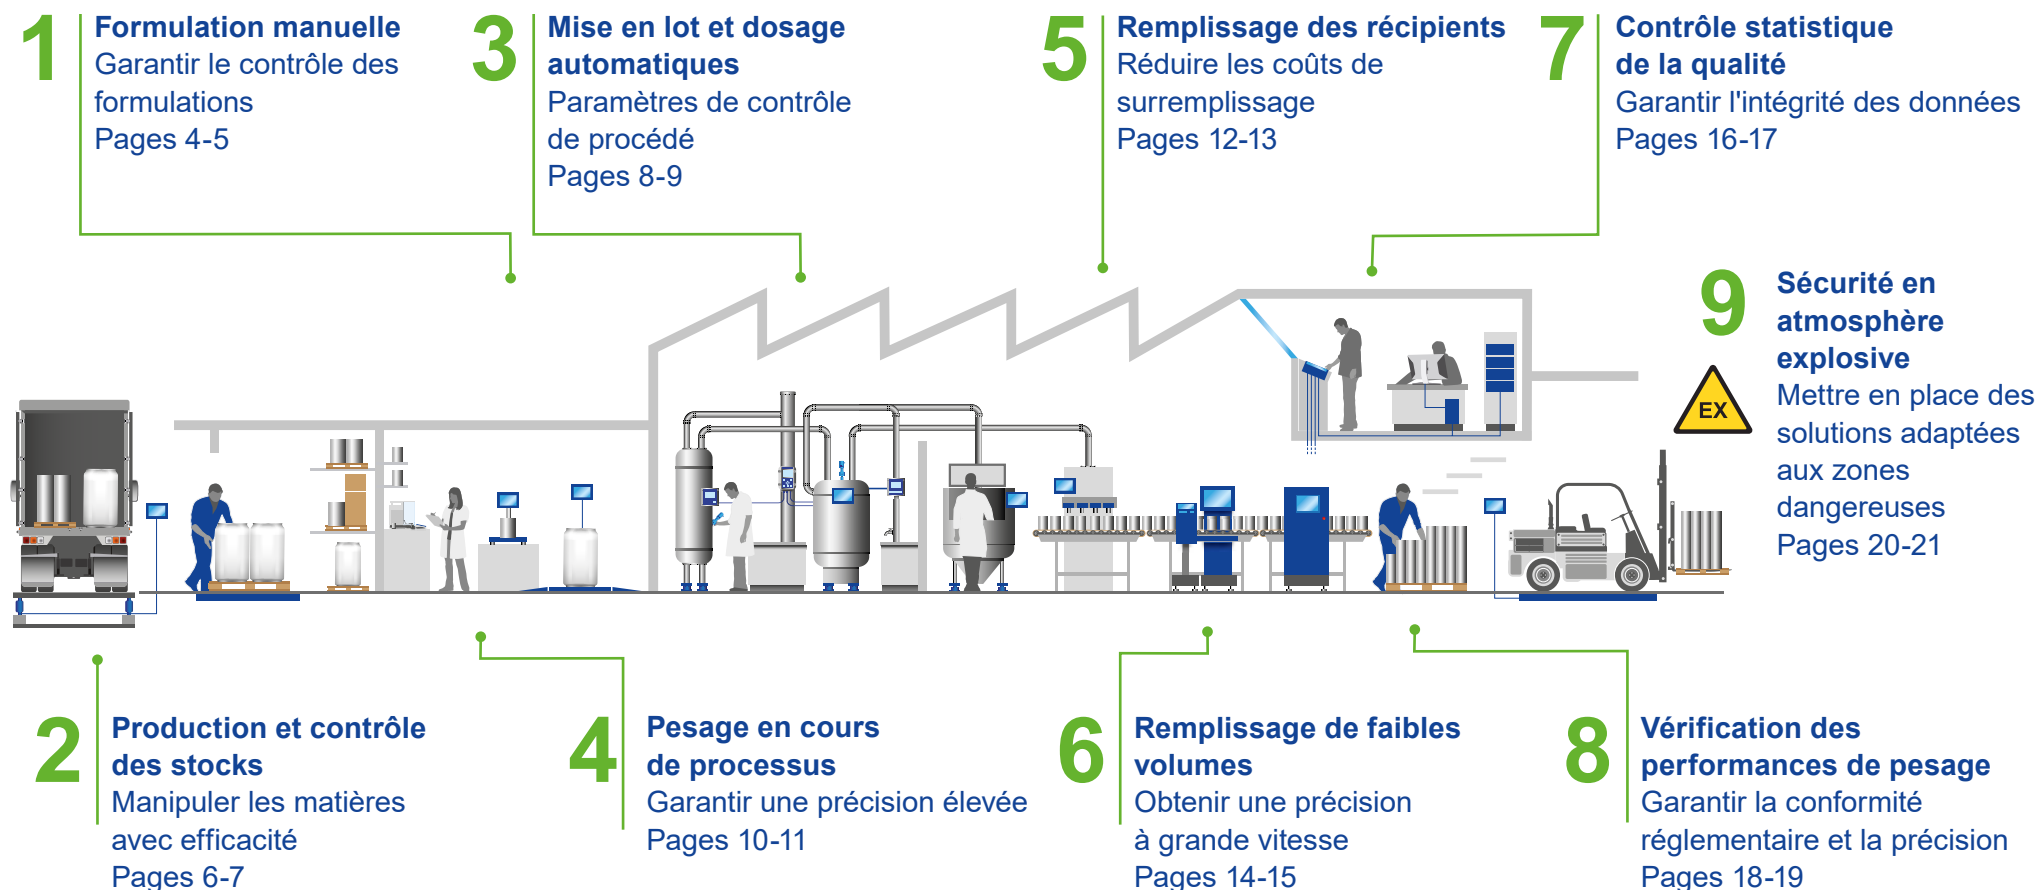 1
Formulation manuelle
Garantir le contrôle des
formulations
Pages 4-5
3
Mise en lot et dosage
automatiques
Paramètres de contrôle
de procédé
Pages 8-9
5
Remplissage des récipients
Réduire les coûts de
surremplissage
Pages 12-13
7
Contrôle statistique
de la qualité
Garantir l'intégrité des données
Pages 16-17
9
Sécurité en
atmosphère
explosive
Mettre en place des
solutions adaptées
aux zones
dangereuses
Pages 20-21
EX
2
Production et contrôle
des stocks
Manipuler les matières
avec efficacité
Pages 6-7
4
Pesage en cours
de processus
Garantir une précision élevée
Pages 10-11
6
Remplissage de faibles
volumes
Obtenir une précision
à grande vitesse
Pages 14-15
8
Vérification des
performances de pesage
Garantir la conformité
réglementaire et la précision
Pages 18-19